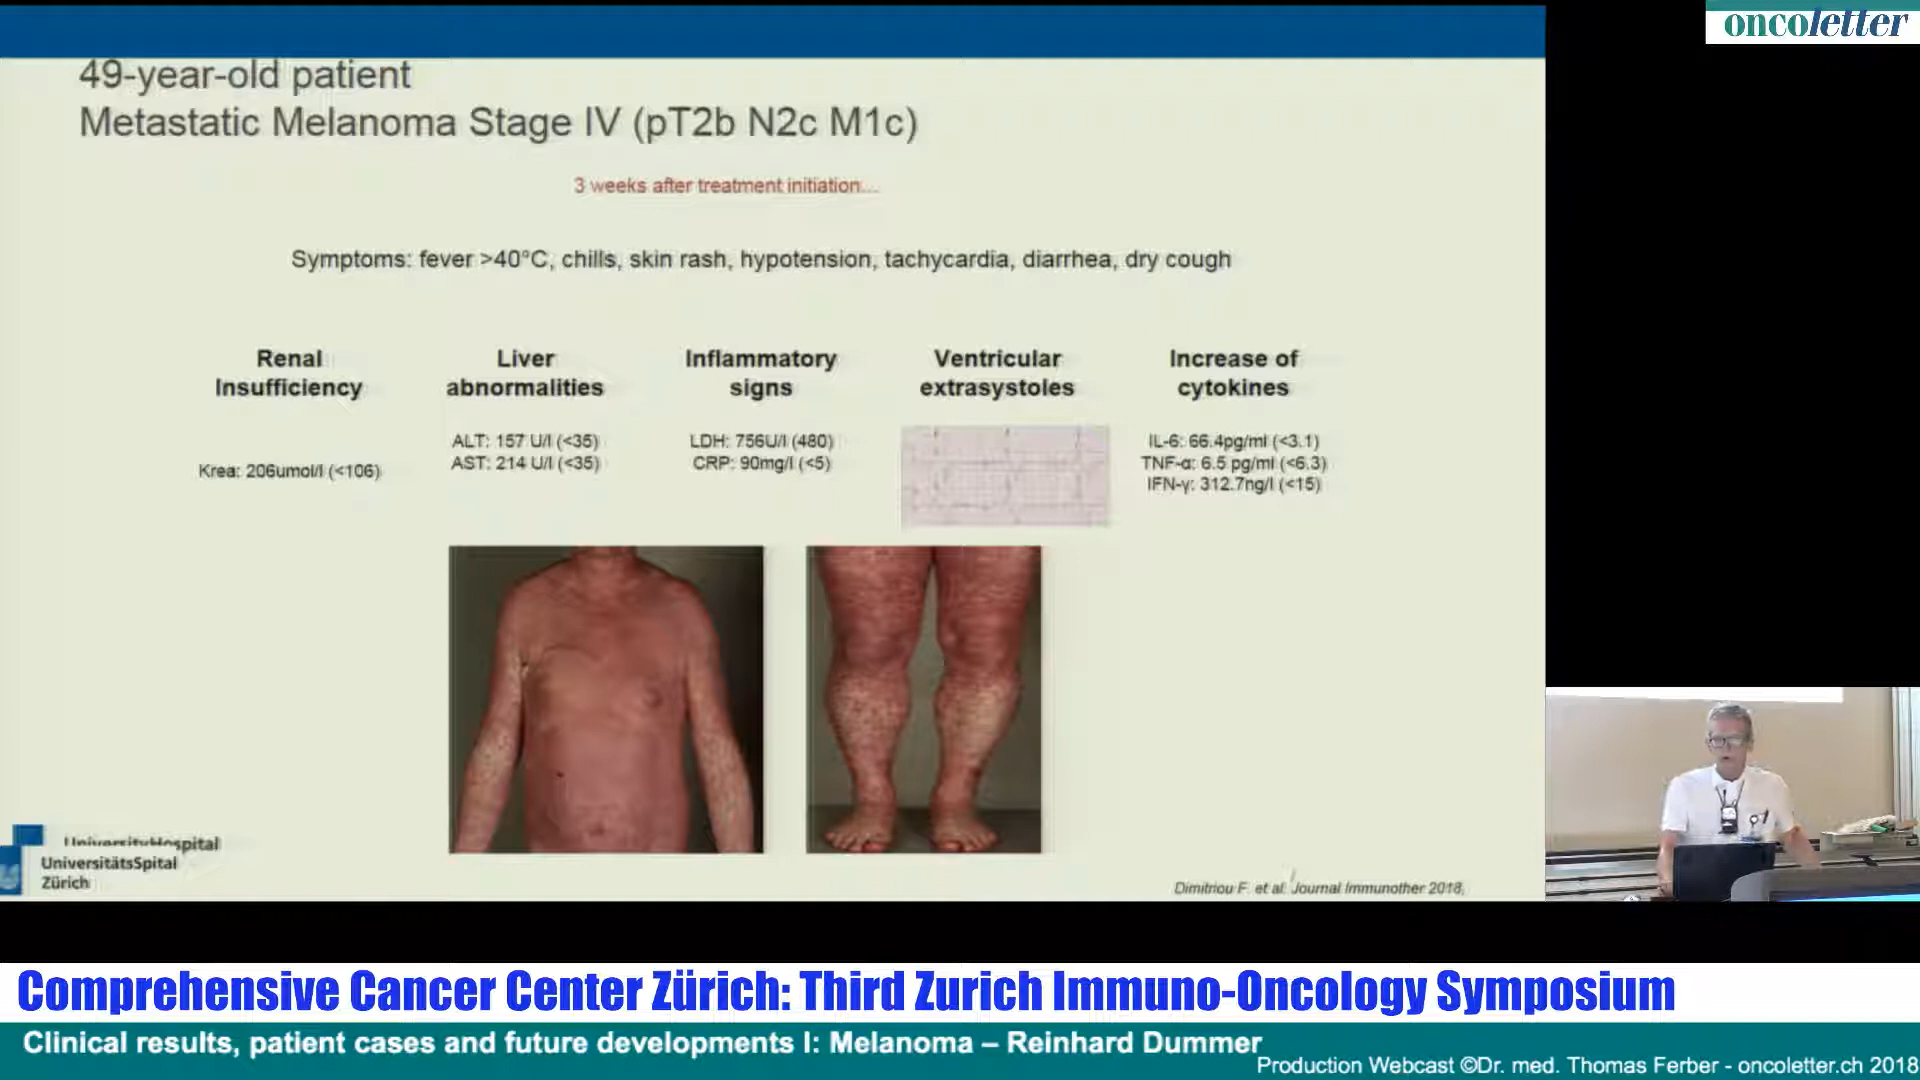 oncoletter
49-year-old patient
Metastatic Melanoma Stage IV (pT2b N2c M1c)
3 weeks after treatment initiation...
Symptoms: fever >40°C, chills, skin rash, hypotension, tachycardia, diarrhea, dry cough
Renal
Insufficiency
Krea: 206umol/l (<106)
Liver
abnormalities
ALT: 157 U/l (<35)
AST: 214 U/l (<35)
Inflammatory
signs
LDH: 756U/l (480)
CRP: 90mg/l (<5)
Ventricular
extrasystoles
Increase of
cytokines
IL-6: 66.4pg/ml (<3.1)
TNF-α: 6.5 pg/ml (<6.3)
IFN-γ: 312.7ng/l (<15)
UniversityHospital
UniversitätsSpital
Zürich
Dimitriou F. et al. Journal Immunother 2018,
Comprehensive Cancer Center Zürich: Third Zurich Immuno-Oncology Symposium
Clinical results, patient cases and future developments I: Melanoma – Reinhard Dummer
Production Webcast ©Dr. med. Thomas Ferber - oncoletter.ch 2018